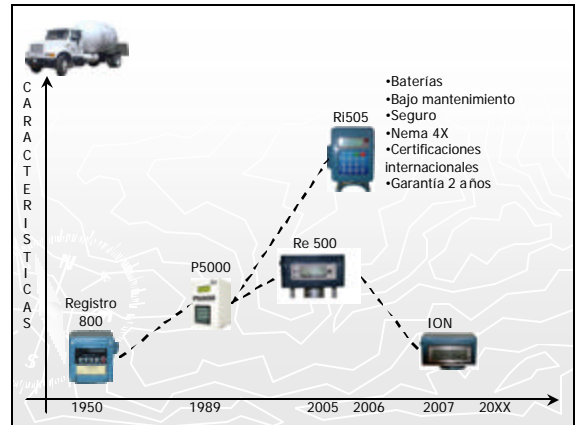 CARACTERISTICAS
•Baterías
•Bajo mantenimiento
•Seguro
•Nema 4X
•Certificaciones
internacionales
•Garantía 2 años
Ri505
Re 500
P5000
Registro
800
ION
1950
1989
2005
2006
2007
20XX